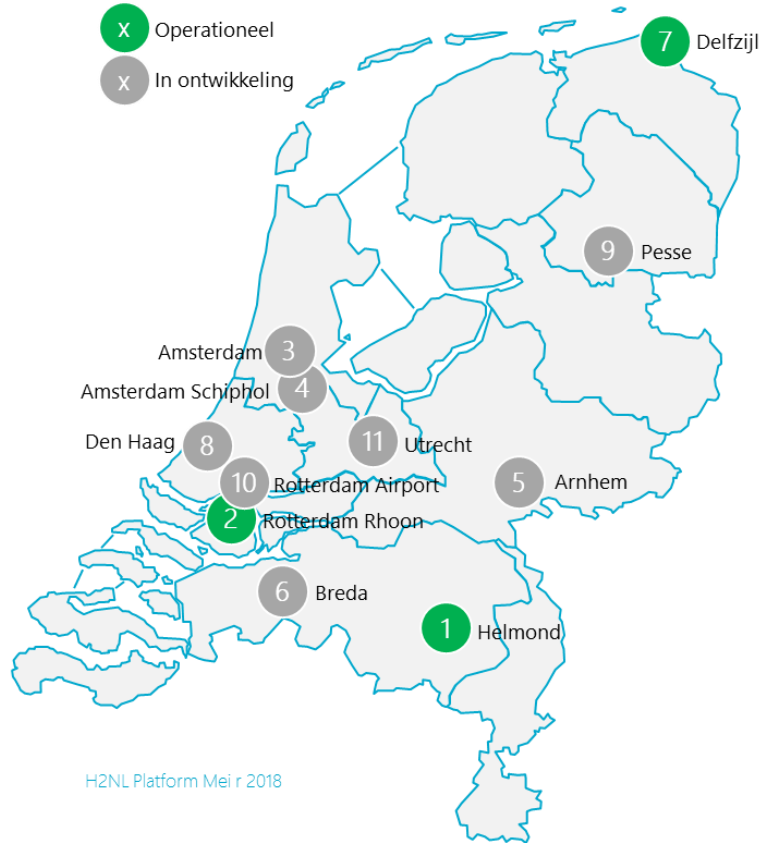 x Operationeel
x In ontwikkeling
7 Delfzijl
9 Pesse
Amsterdam 3
Amsterdam Schiphol 4
Den Haag 8
11 Utrecht
10 Rotterdam Airport
5 Arnhem
2 Rotterdam Rhoon
6 Breda
1 Helmond
H2NL Platform Mei r 2018